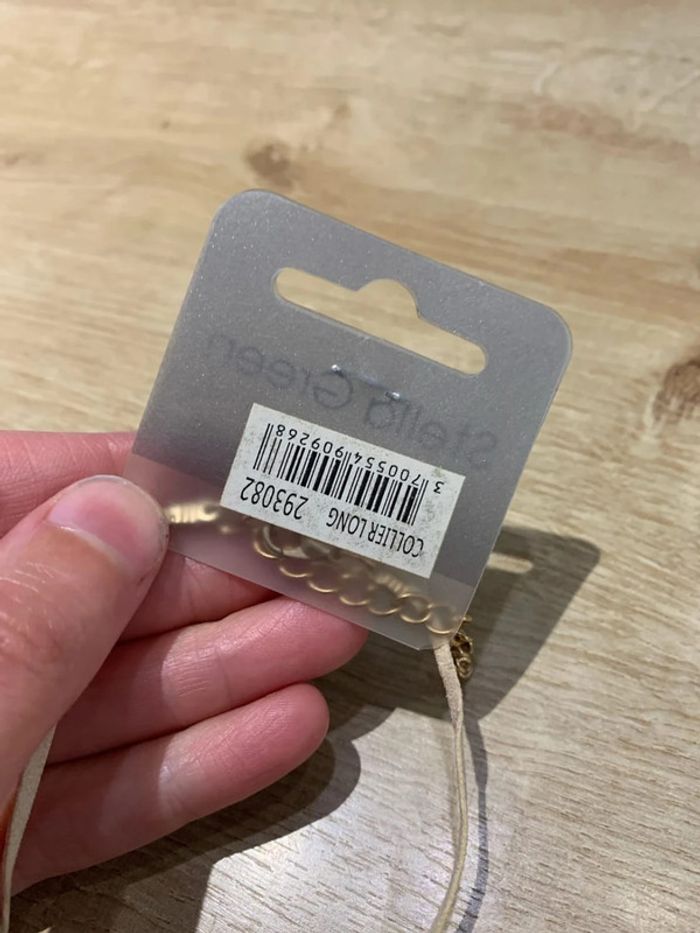 Stella Green
COLLIER LONG 293082
3 700554 909268